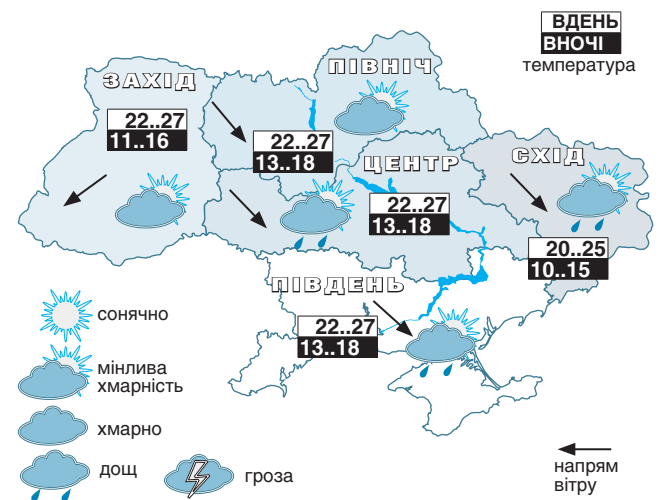 ВДЕНЬ
ВНОЧІ
температура
ПІВНІЧ
ЗАХІД
22..27
11..16
22..27
13..18
ЦЕНТР
СХІД
22..27
13..18
20..25
10..15
ПІВДЕНЬ
22..27
13..18
сонячно
мінлива
хмарність
хмарно
дощ
гроза
напрям
вітру